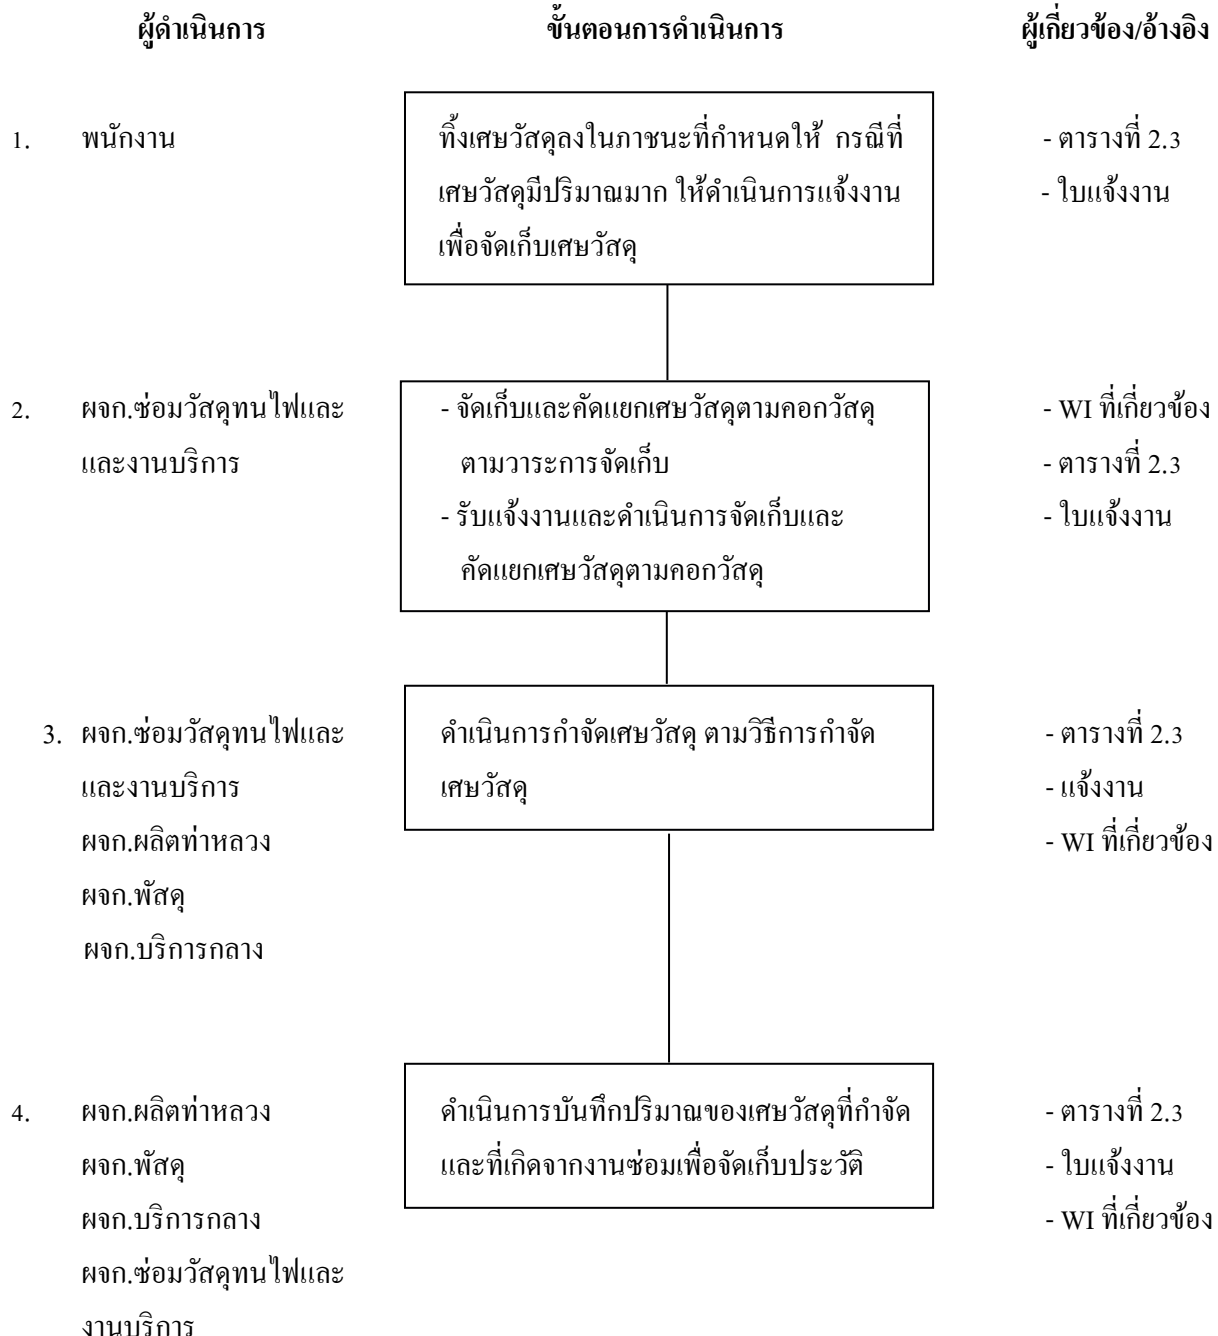 ผู้ดำเนินการ ขั้นตอนการดำเนินการ ผู้เกี่ยวข้อง/อ้างอิง
1. พนักงาน ทิ้งเศษวัสดุลงในภาชนะที่กำหนดให้ กรณีที่ - ตารางที่ 2.3
เศษวัสดุมีปริมาณมาก ให้ดำเนินการแจ้งงาน - ใบแจ้งงาน
เพื่อจัดเก็บเศษวัสดุ
2. ผจก.ซ่อมวัสดุทนไฟและ - จัดเก็บและคัดแยกเศษวัสดุตามคอกวัสดุ - WI ที่เกี่ยวข้อง
และงานบริการ ตามวาระการจัดเก็บ - ตารางที่ 2.3
- รับแจ้งงานและดำเนินการจัดเก็บและ - ใบแจ้งงาน
คัดแยกเศษวัสดุตามคอกวัสดุ
3. ผจก.ซ่อมวัสดุทนไฟและ ดำเนินการกำจัดเศษวัสดุ ตามวิธีการกำจัด - ตารางที่ 2.3
และงานบริการ เศษวัสดุ - แจ้งงาน
ผจก.ผลิตท่าหลวง - WI ที่เกี่ยวข้อง
ผจก.พัสดุ
ผจก.บริการกลาง
4. ผจก.ผลิตท่าหลวง ดำเนินการบันทึกปริมาณของเศษวัสดุที่กำจัด - ตารางที่ 2.3
ผจก.พัสดุ และที่เกิดจากงานซ่อมเพื่อจัดเก็บประวัติ - ใบแจ้งงาน
ผจก.บริการกลาง - WI ที่เกี่ยวข้อง
ผจก.ซ่อมวัสดุทนไฟและ
งานบริการ